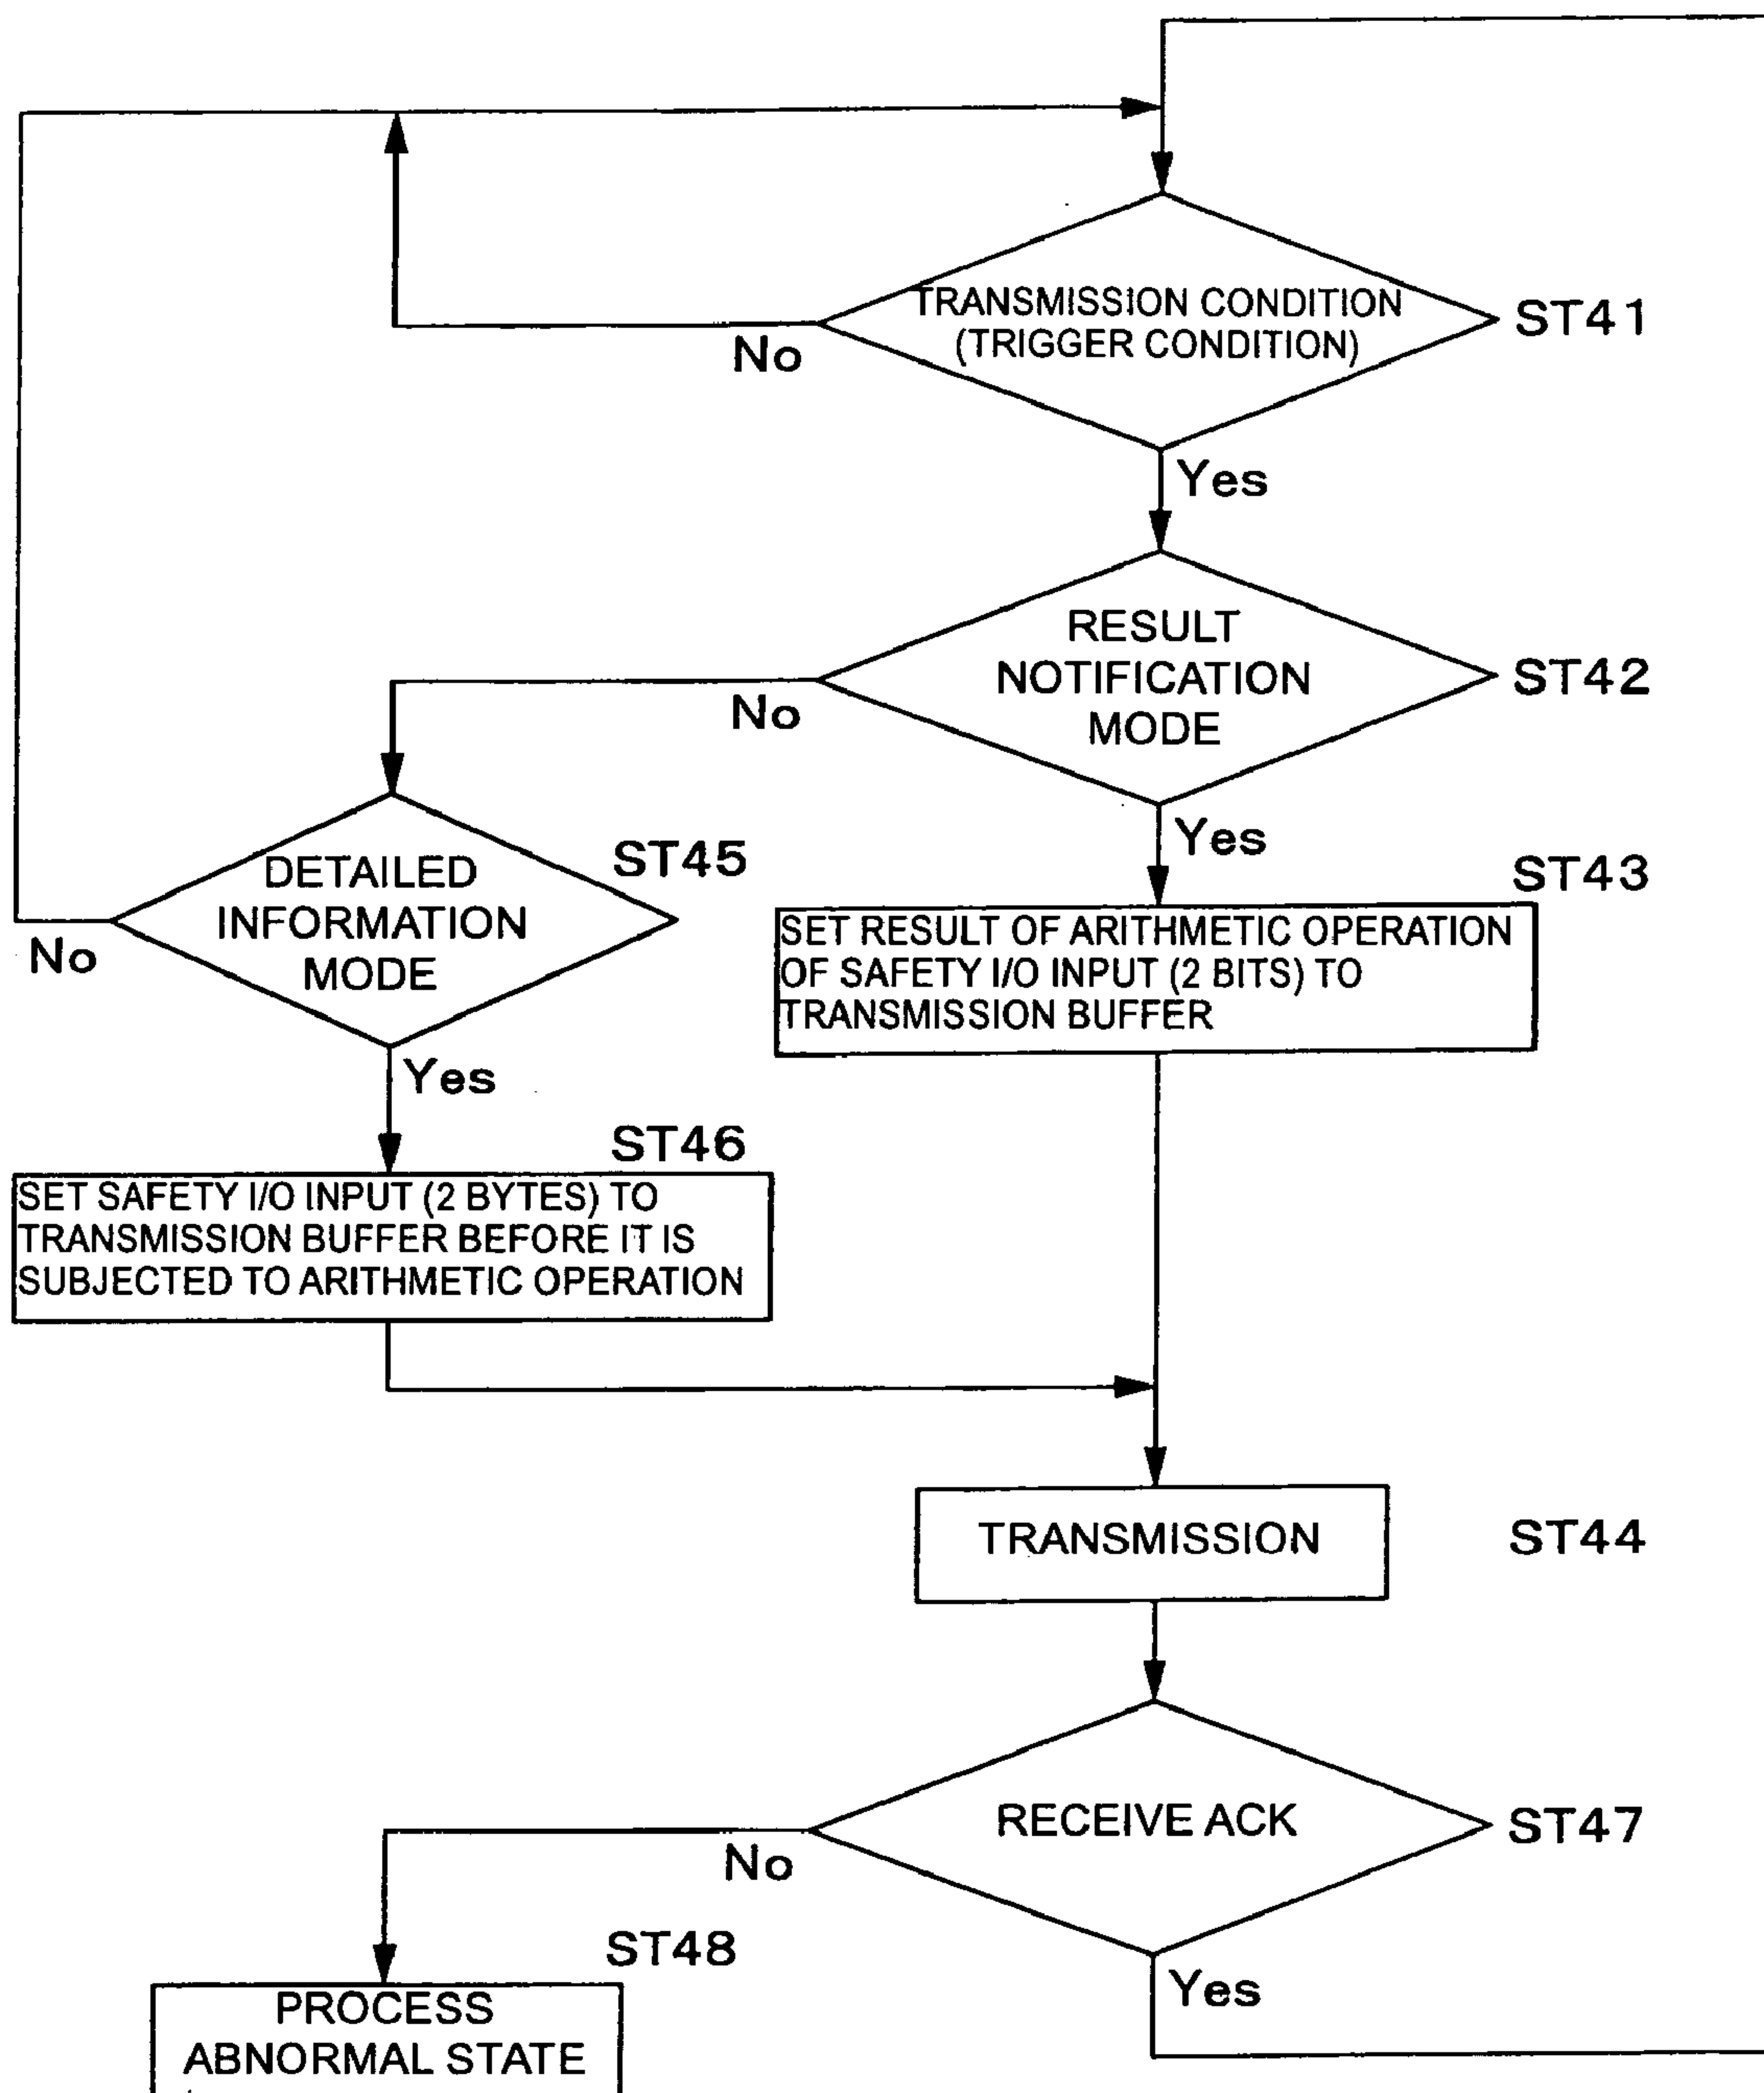 TRANSMISSION CONDITION
(TRIGGER CONDITION)
ST41
No
Yes
RESULT
NOTIFICATION
MODE
ST42
No
Yes
DETAILED
INFORMATION
MODE
ST45
No
Yes
ST43
SET RESULT OF ARITHMETIC OPERATION
OF SAFETY I/O INPUT (2 BITS) TO
TRANSMISSION BUFFER
ST46
SET SAFETY I/O INPUT (2 BYTES) TO
TRANSMISSION BUFFER BEFORE IT IS
SUBJECTED TO ARITHMETIC OPERATION
TRANSMISSION
ST44
RECEIVE ACK
ST47
No
Yes
ST48
PROCESS
ABNORMAL STATE